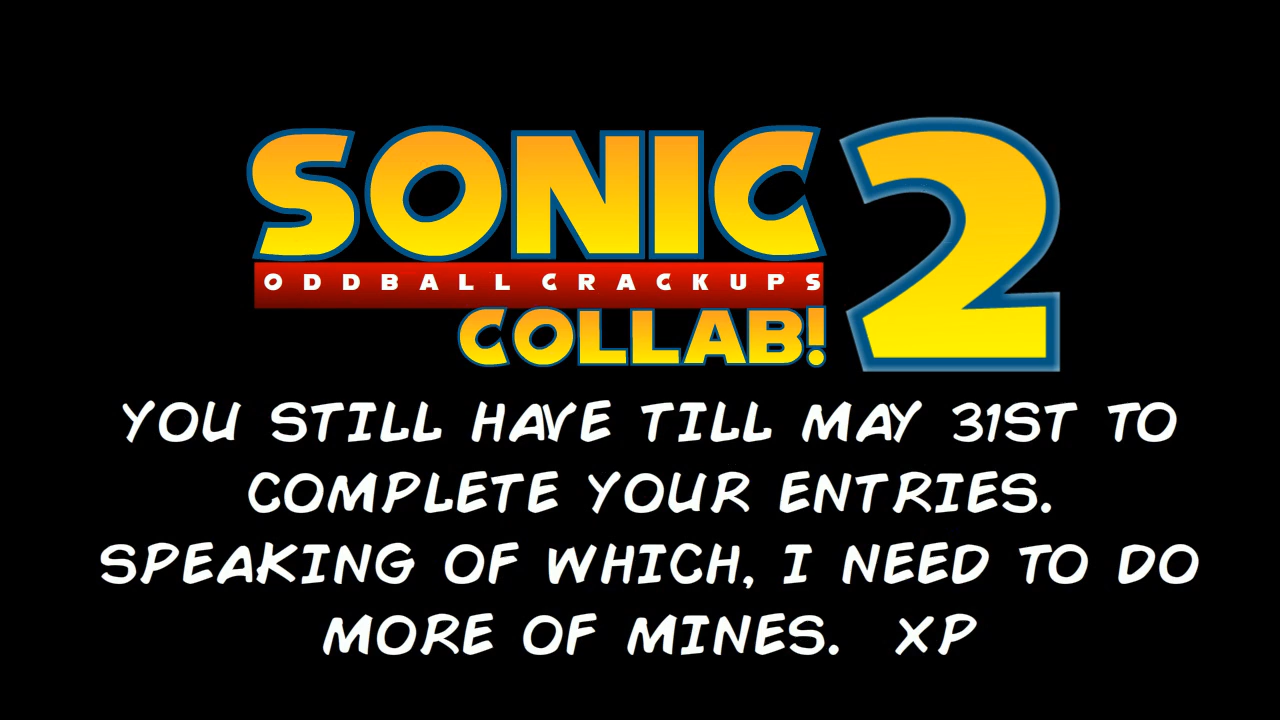 SONIC 2
ODDBALL CRACKUPS
COLLAB!
YOU STILL HAVE TILL MAY 31ST TO
COMPLETE YOUR ENTRIES.
SPEAKING OF WHICH, I NEED TO DO
MORE OF MINES. XP